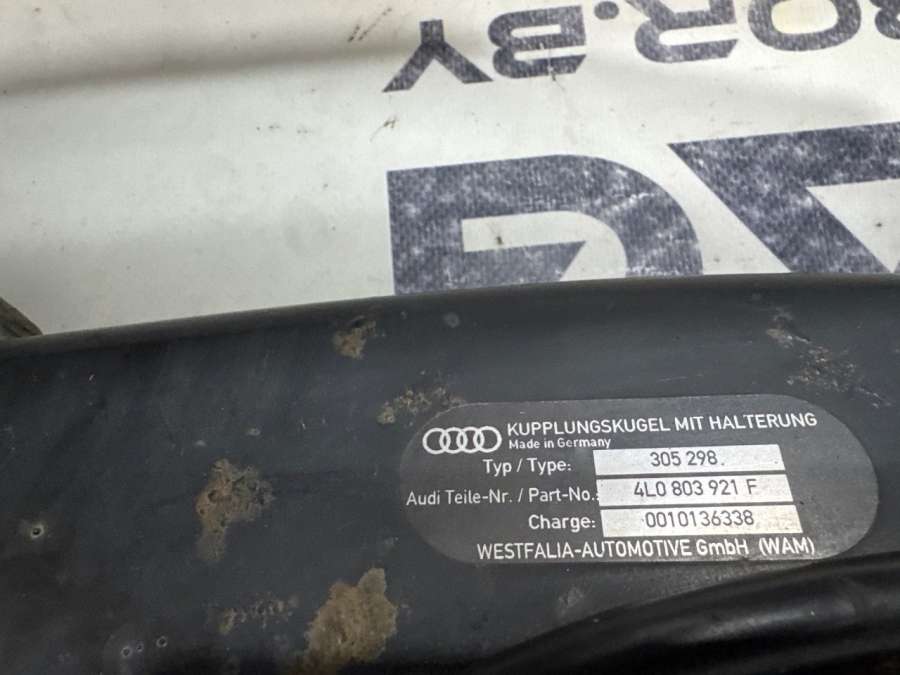 OR.BY
KUPPLUNGSKUGEL MIT HALTERUNG
Made in Germany
Typ / Type: 305 298.
Audi Teile-Nr. / Part-No.: 4L0 803 921 F
Charge: 0010136338
WESTFALIA-AUTOMOTIVE GmbH (WAM)